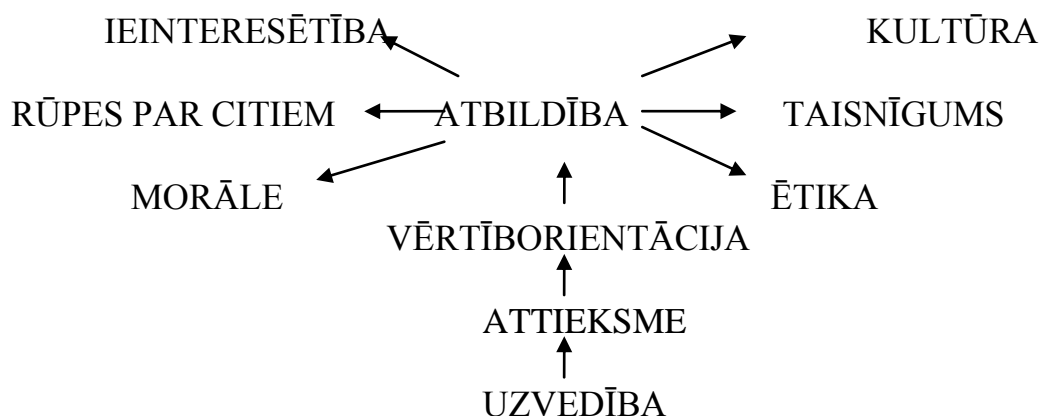 IEINTERESĒTĪBA KULTŪRA
RŪPES PAR CITIEM ATBILDĪBA TAISNĪGUMS
MORĀLE ĒTIKA
VĒRTĪBORIENTĀCIJA
ATTIEKSME
UZVEDĪBA